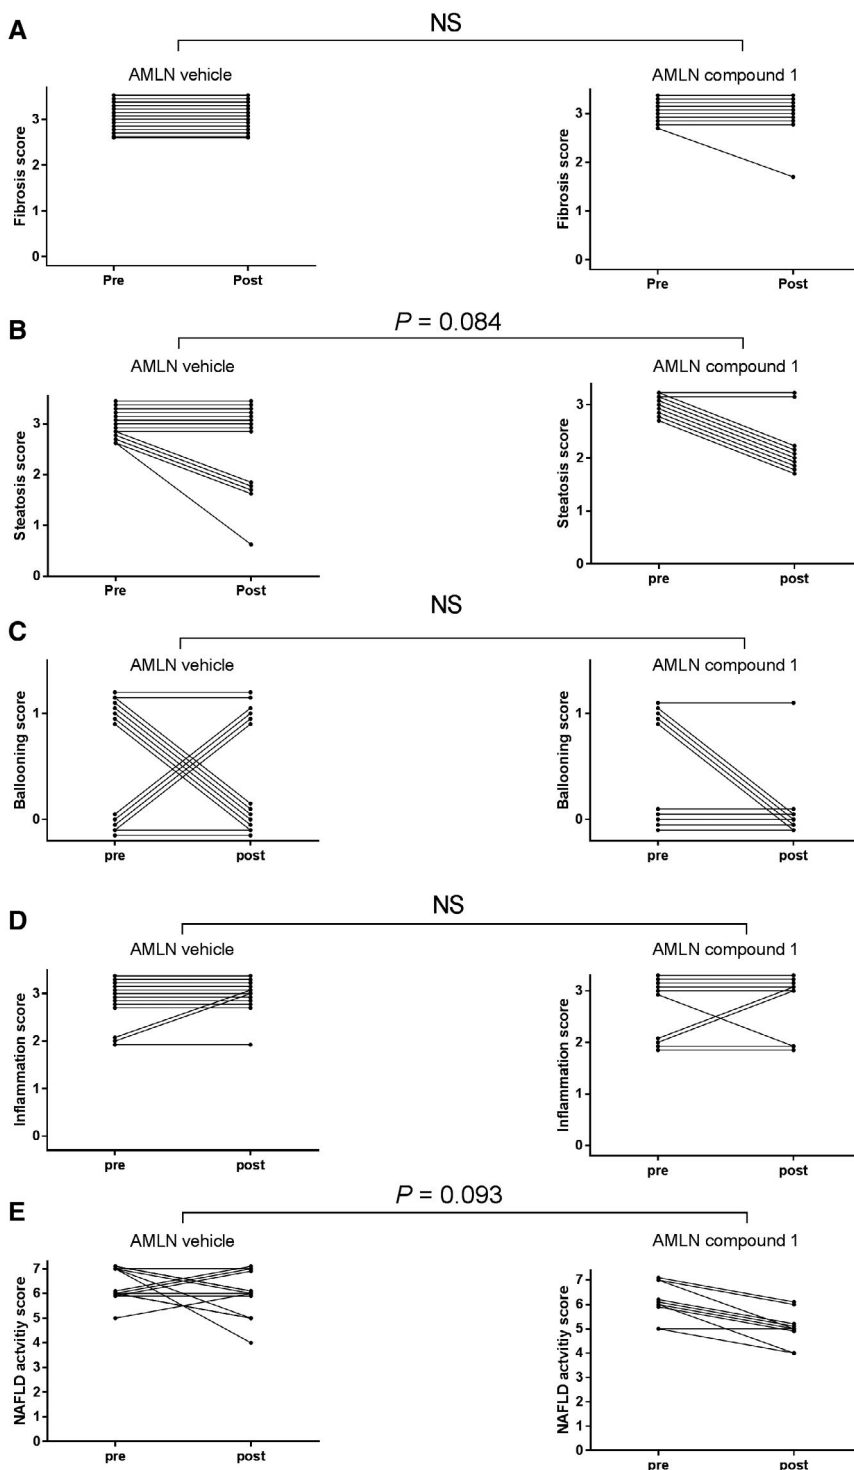 A
NS
AMLN vehicle
AMLN compound 1
Fibrosis score
3
2
1
0
Pre
Post
Fibrosis score
3
2
1
0
Pre
Post
B
P = 0.084
AMLN vehicle
AMLN compound 1
Steatosis score
3
2
1
0
Pre
Post
Steatosis score
3
2
1
0
pre
post
C
NS
AMLN vehicle
AMLN compound 1
Ballooning score
1
0
pre
post
Ballooning score
1
0
pre
post
D
NS
AMLN vehicle
AMLN compound 1
Inflammation score
3
2
1
0
pre
post
Inflammation score
3
2
1
0
pre
post
E
P = 0.093
AMLN vehicle
AMLN compound 1
NAFLD actvitiy score
7
6
5
4
3
2
1
0
pre
post
NAFLD actvitiy score
7
6
5
4
3
2
1
0
pre
post